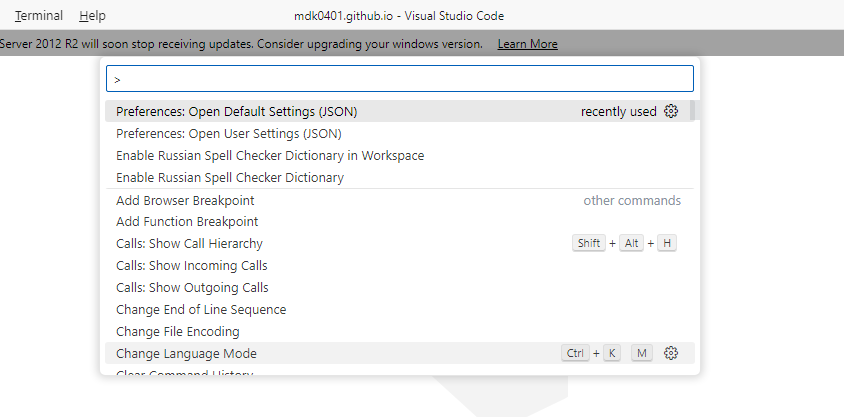 Terminal Help mdk0401.github.io - Visual Studio Code
Server 2012 R2 will soon stop receiving updates. Consider upgrading your windows version. Learn More
>
Preferences: Open Default Settings (JSON) recently used
Preferences: Open User Settings (JSON)
Enable Russian Spell Checker Dictionary in Workspace
Enable Russian Spell Checker Dictionary
Add Browser Breakpoint other commands
Add Function Breakpoint
Calls: Show Call Hierarchy Shift + Alt + H
Calls: Show Incoming Calls
Calls: Show Outgoing Calls
Change End of Line Sequence
Change File Encoding
Change Language Mode Ctrl + K M
Clear Command History